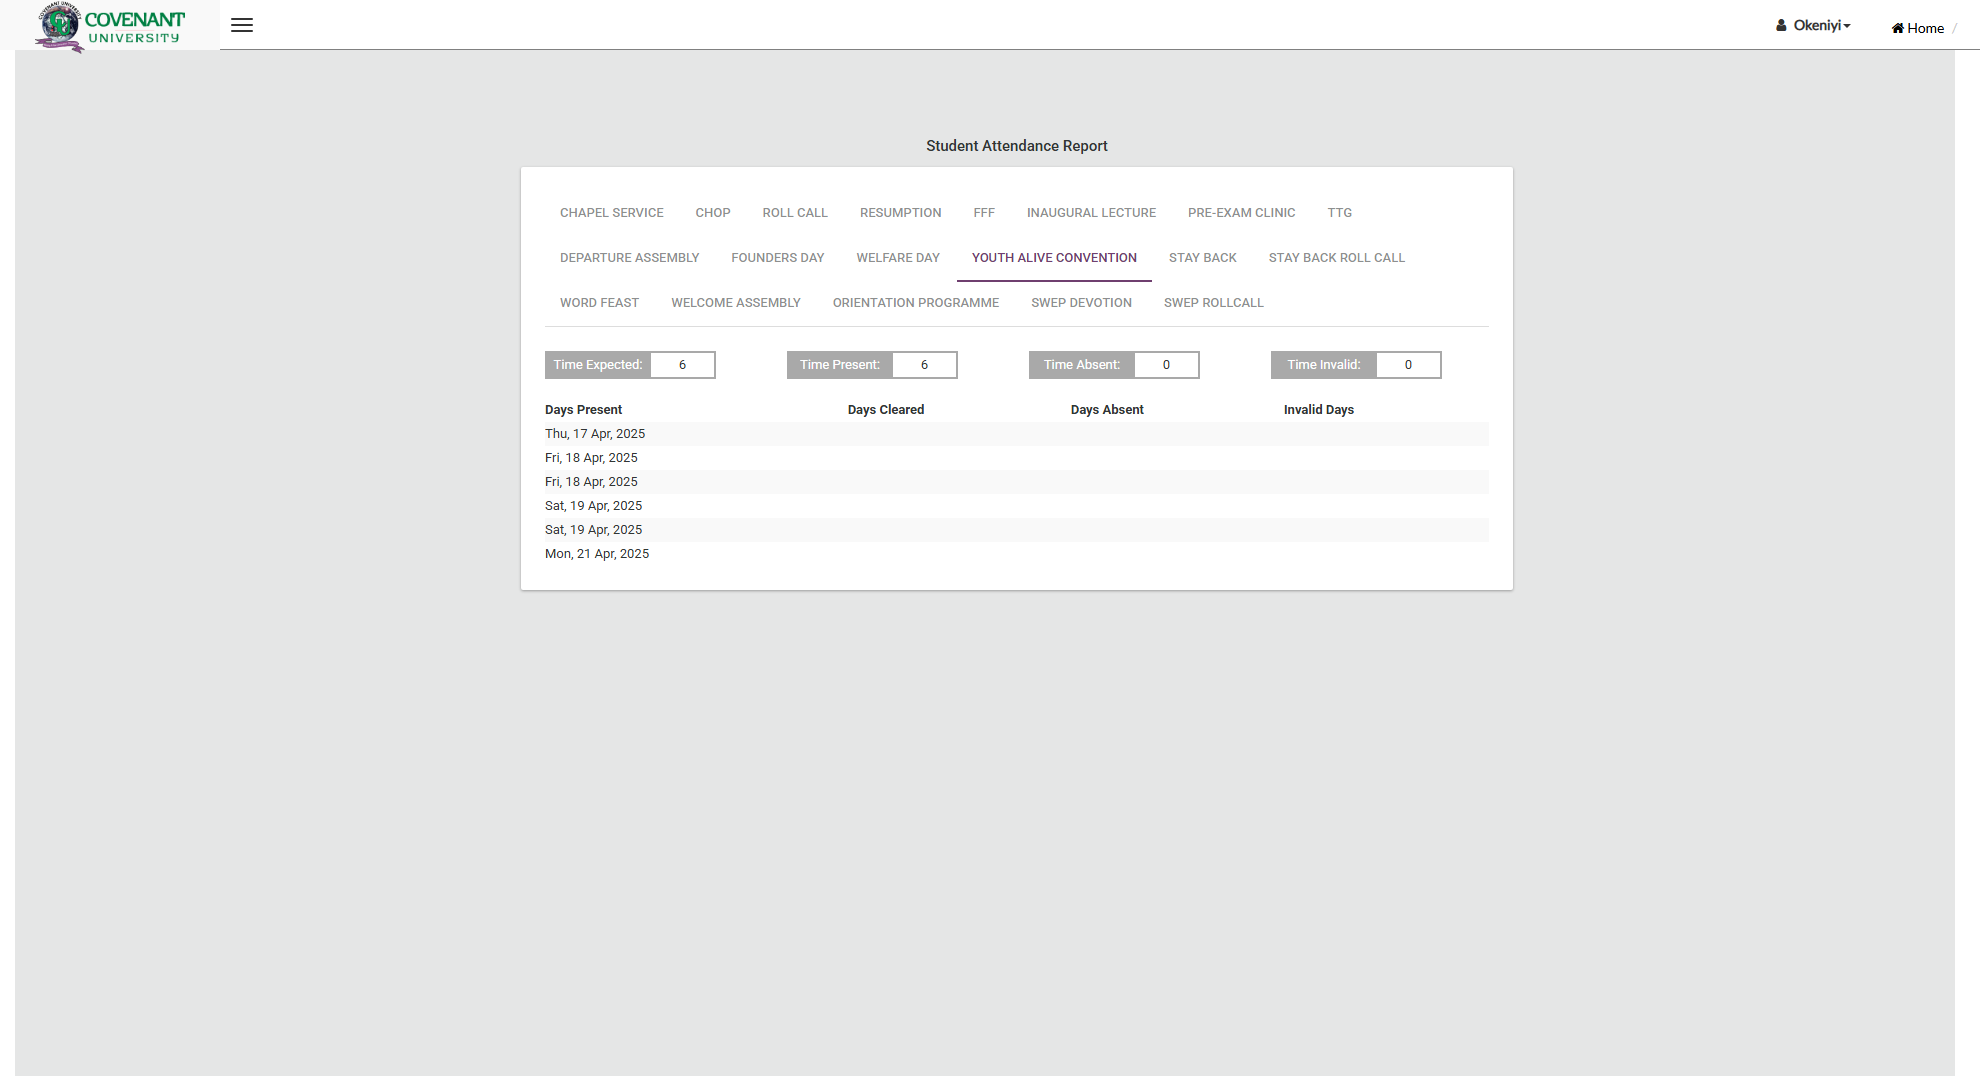 COVENANT UNIVERSITY
COVENANT
UNIVERSITY
Okeniyi
Home /
Student Attendance Report
CHAPEL SERVICE CHOP ROLL CALL RESUMPTION FFF INAUGURAL LECTURE PRE-EXAM CLINIC TTG
DEPARTURE ASSEMBLY FOUNDERS DAY WELFARE DAY YOUTH ALIVE CONVENTION STAY BACK STAY BACK ROLL CALL
WORD FEAST WELCOME ASSEMBLY ORIENTATION PROGRAMME SWEP DEVOTION SWEP ROLLCALL
Time Expected: 6 Time Present: 6 Time Absent: 0 Time Invalid: 0
Days Present Days Cleared Days Absent Invalid Days
Thu, 17 Apr, 2025
Fri, 18 Apr, 2025
Fri, 18 Apr, 2025
Sat, 19 Apr, 2025
Sat, 19 Apr, 2025
Mon, 21 Apr, 2025